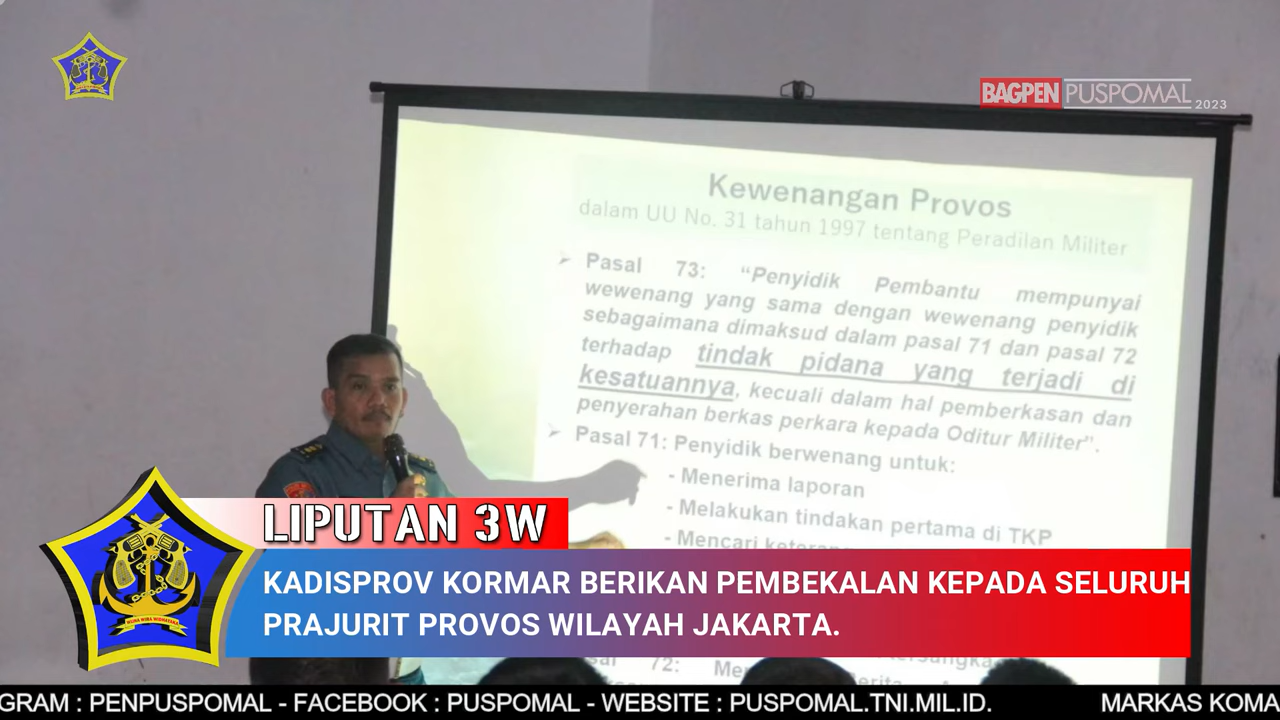 BAGPEN PUSPOMAL 2023
Kewenangan Provos
dalam UU No. 31 tahun 1997 tentang Peradilan Militer
Pasal 73: “Penyidik Pembantu mempunyai
wewenang yang sama dengan wewenang penyidik
sebagaimana dimaksud dalam pasal 71 dan pasal 72
terhadap tindak pidana yang terjadi di
kesatuannya, kecuali dalam hal pemberkasan dan
penyerahan berkas perkara kepada Oditur Militer”.
Pasal 71: Penyidik berwenang untuk:
- Menerima laporan
- Melakukan tindakan pertama di TKP
- Mencari
LIPUTAN 3W
KADISPROV KORMAR BERIKAN PEMBEKALAN KEPADA SELURUH
PRAJURIT PROVOS WILAYAH JAKARTA.
72:
GRAM : PENPUSPOMAL - FACEBOOK : PUSPOMAL - WEBSITE : PUSPOMAL.TNI.MIL.ID. MARKAS KOMA